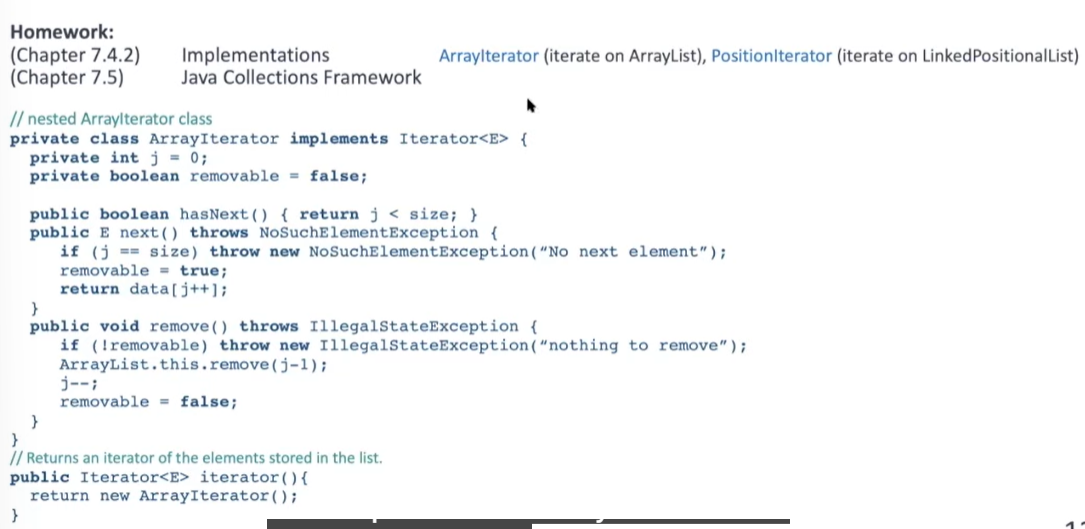 Homework:
(Chapter 7.4.2) Implementations ArrayIterator (iterate on ArrayList), PositionIterator (iterate on LinkedPositionalList)
(Chapter 7.5) Java Collections Framework
// nested ArrayIterator class
private class ArrayIterator implements Iterator<E> {
private int j = 0;
private boolean removable = false;
public boolean hasNext() { return j < size; }
public E next() throws NoSuchElementException {
if (j == size) throw new NoSuchElementException(“No next element”);
removable = true;
return data[j++];
}
public void remove() throws IllegalStateException {
if (!removable) throw new IllegalStateException(“nothing to remove”);
ArrayList.this.remove(j-1);
j--;
removable = false;
}
}
// Returns an iterator of the elements stored in the list.
public Iterator<E> iterator(){
return new ArrayIterator();
}